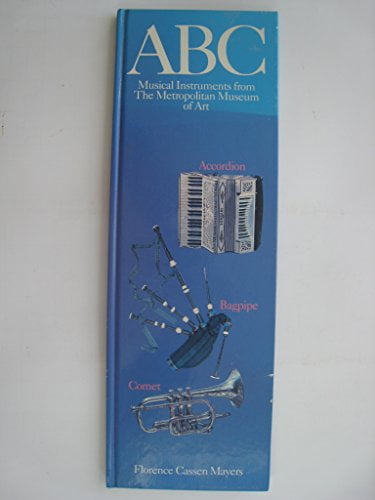 ABC
Musical Instruments from
The Metropolitan Museum
of Art
Accordion
Bagpipe
Cornet
Florence Cassen Mayers